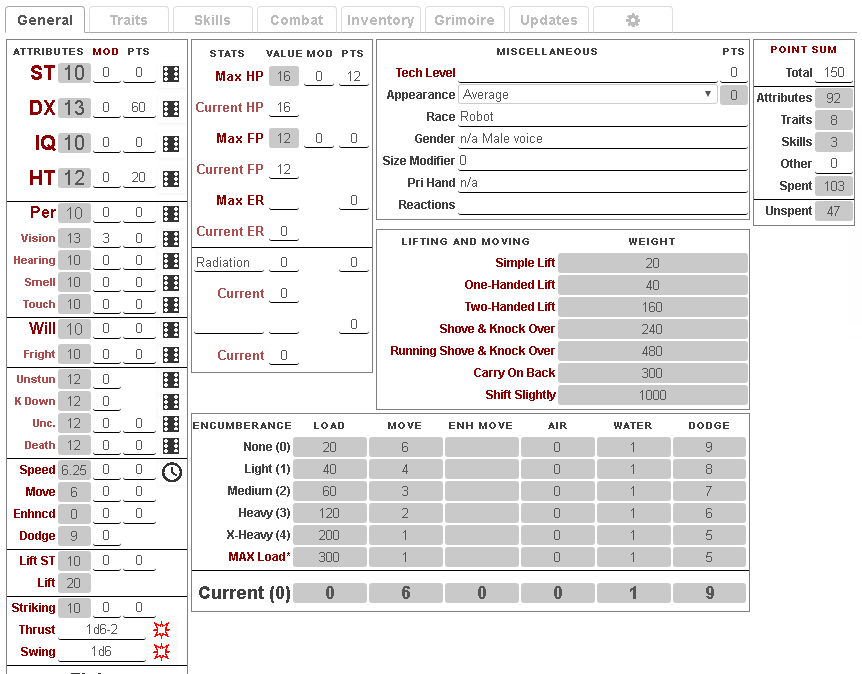 General Traits Skills Combat Inventory Grimoire Updates
ATTRIBUTES MOD PTS
ST 10 0 0
DX 13 0 60
IQ 10 0 0
HT 12 0 20
Per 10 0 0
Vision 13 3 0
Hearing 10 0 0
Smell 10 0 0
Touch 10 0 0
Will 10 0 0
Fright 10 0 0
Unstun 12 0
K Down 12 0
Unc. 12 0 0
Death 12 0 0
Speed 6.25 0 0
Move 6 0 0
Enhncd 0 0 0
Dodge 9 0
Lift ST 10 0 0
Lift 20
Striking 10 0 0
Thrust 1d6-2
Swing 1d6
STATS VALUE MOD PTS
Max HP 16 0 12
Current HP 16
Max FP 12 0 0
Current FP 12
Max ER 0
Current ER 0
Radiation 0 0
Current 0
0
Current 0
MISCELLANEOUS PTS
Tech Level 0
Appearance Average 0
Race Robot
Gender n/a Male voice
Size Modifier 0
Pri Hand n/a
Reactions
LIFTING AND MOVING WEIGHT
Simple Lift 20
One-Handed Lift 40
Two-Handed Lift 160
Shove & Knock Over 240
Running Shove & Knock Over 480
Carry On Back 300
Shift Slightly 1000
POINT SUM
Total 150
Attributes 92
Traits 8
Skills 3
Other 0
Spent 103
Unspent 47
ENCUMBERANCE LOAD MOVE ENH MOVE AIR WATER DODGE
None (0) 20 6 0 1 9
Light (1) 40 4 0 1 8
Medium (2) 60 3 0 1 7
Heavy (3) 120 2 0 1 6
X-Heavy (4) 200 1 0 1 5
MAX Load* 300 1 0 1 5
Current (0) 0 6 0 0 1 9